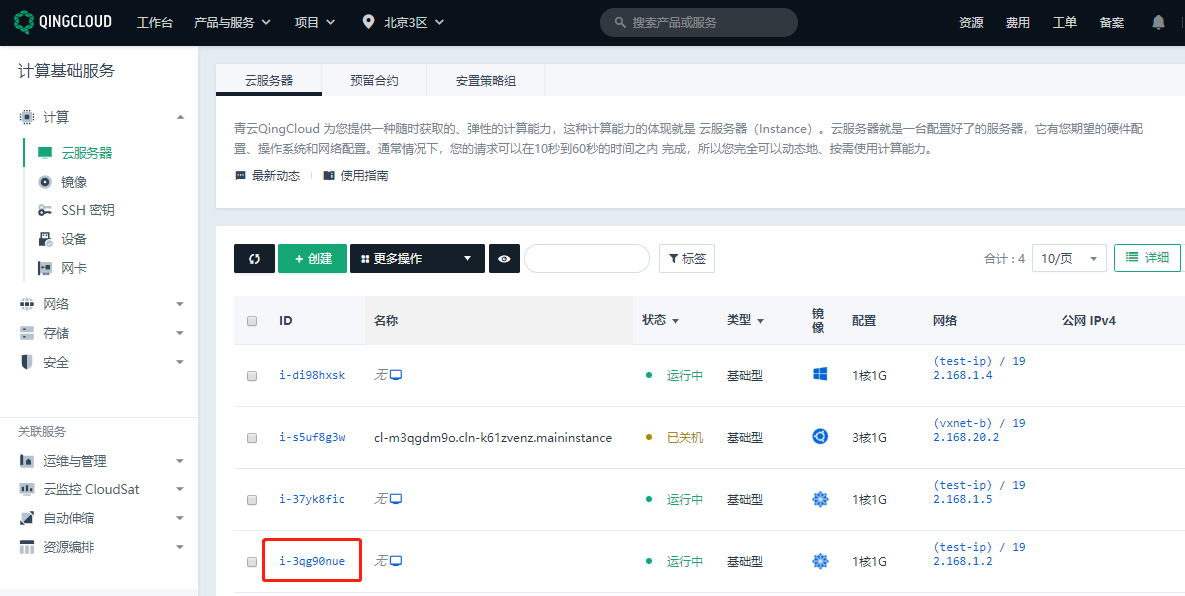 QINGCLOUD 工作台 产品与服务 项目 北京3区 搜索产品或服务 资源 费用 工单 备案
计算基础服务
计算
云服务器
镜像
SSH 密钥
设备
网卡
网络
存储
安全
关联服务
运维与管理
云监控 CloudSat
自动伸缩
资源编排
云服务器 预留合约 安置策略组
青云QingCloud 为您提供一种随时获取的、弹性的计算能力，这种计算能力的体现就是 云服务器（Instance）。云服务器就是一台配置好了的服务器，它有您期望的硬件配
置、操作系统和网络配置。通常情况下，您的请求可以在10秒到60秒的时间之内 完成，所以您完全可以动态地、按需使用计算能力。
最新动态 使用指南
+ 创建 更多操作 标签 合计 : 4 10/页 详细
ID 名称 状态 类型 镜像 配置 网络 公网 IPv4
i-di98hxsk 无 运行中 基础型 1核1G (test-ip) / 19
2.168.1.4
i-s5uf8g3w cl-m3qgdm9o.cln-k61zvenz.maininstance 已关机 基础型 3核1G (vxnet-b) / 19
2.168.20.2
i-37yk8fic 无 运行中 基础型 1核1G (test-ip) / 19
2.168.1.5
i-3qg90nue 无 运行中 基础型 1核1G (test-ip) / 19
2.168.1.2